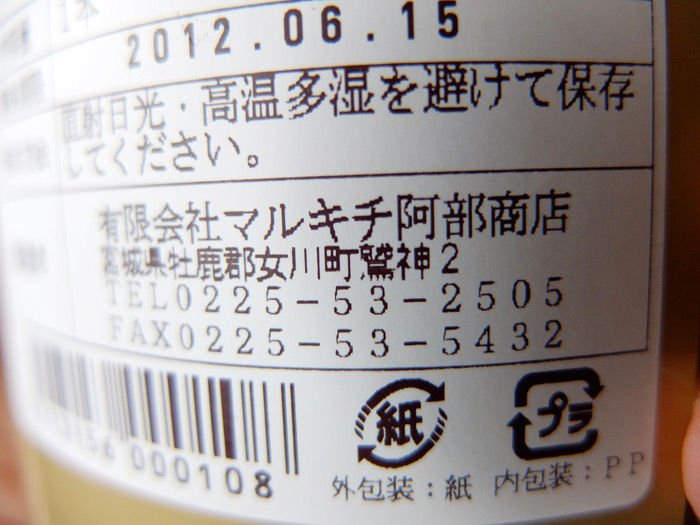 1本
2012.06.15
直射日光・高温多湿を避けて保存
してください。
有限会社マルキチ阿部商店
宮城県牡鹿郡女川町鷲神2
TEL0225-53-2505
FAX0225-53-5432
紙
プラ
000108
外包装：紙 内包装：PP